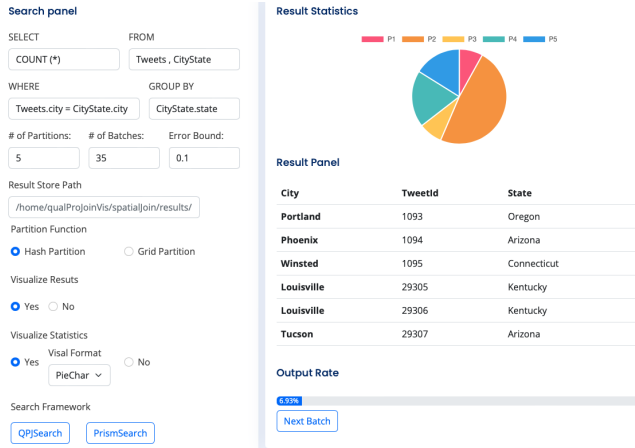 Search panel
SELECT
FROM
COUNT (*)
Tweets , CityState
WHERE
GROUP BY
Tweets.city = CityState.city
CityState.state
# of Partitions:
# of Batches:
Error Bound:
5
35
0.1
Result Store Path
/home/qualProJoinVis/spatialJoin/results/
Partition Function
Hash Partition
Grid Partition
Visualize Resuts
Yes
No
Visualize Statistics
Yes
Visal Format
PieChar
No
Search Framework
QPJSearch
PrismSearch
Result Statistics
P1 P2 P3 P4 P5
Result Panel
City TweetId State
Portland 1093 Oregon
Phoenix 1094 Arizona
Winsted 1095 Connecticut
Louisville 29305 Kentucky
Louisville 29306 Kentucky
Tucson 29307 Arizona
Output Rate
6.93%
Next Batch